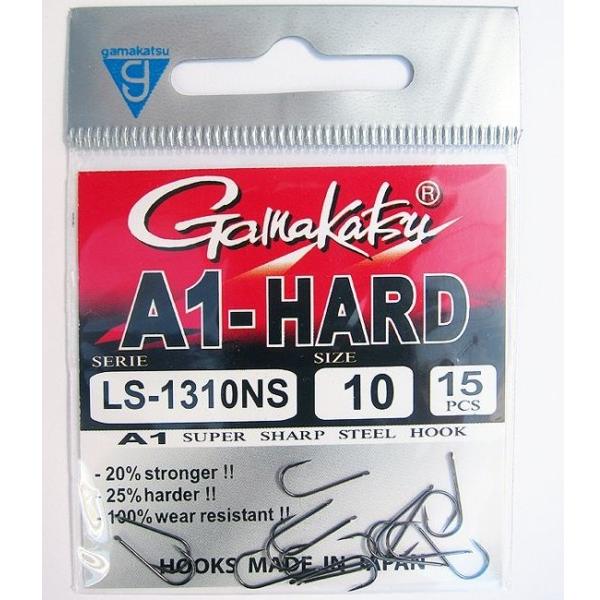 gamakatsu
g
Gamakatsu®
A1-HARD
SERIE SIZE
LS-1310NS 10 15 PCS
A1 SUPER SHARP STEEL HOOK
- 20% stronger !!
- 25% harder !!
- 100% wear resistant !!
HOOKS MADE IN JAPAN